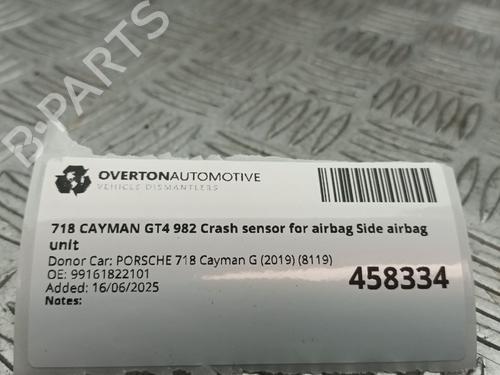 B-PARTS
OVERTONAUTOMOTIVE
VEHICLE DISMANTLERS
718 CAYMAN GT4 982 Crash sensor for airbag Side airbag
unit
Donor Car: PORSCHE 718 Cayman G (2019) (8119)
OE: 99161822101
Added: 16/06/2025
Notes:
458334